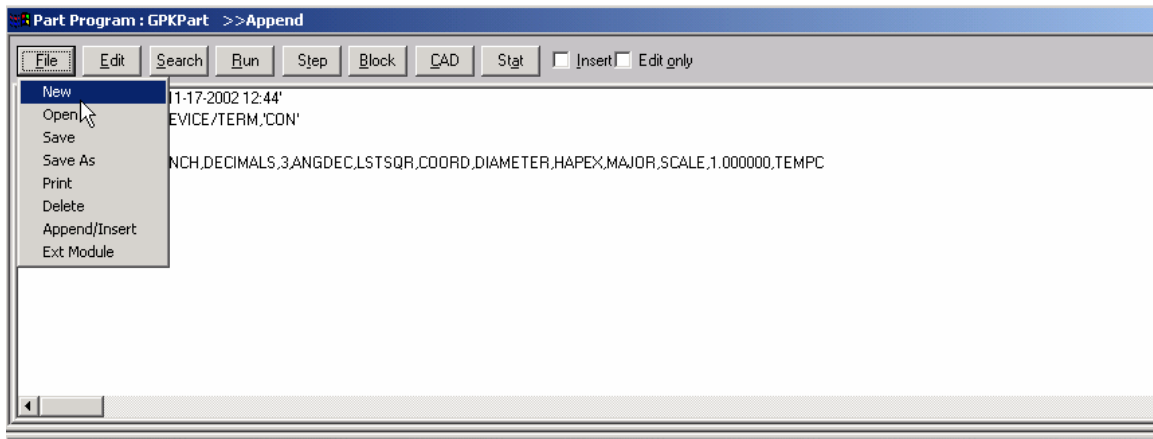 Part Program : GPKPart >>Append
File Edit Search Run Step Block CAD Stat Insert Edit only
New
11-17-2002 12:44'
Open
EVICE/TERM,'CON'
Save
Save As
NCH,DECIMALS,3,ANGDEC,LSTSQR,COORD,DIAMETER,HAPEX,MAJOR,SCALE,1.000000,TEMPC
Print
Delete
Append/Insert
Ext Module